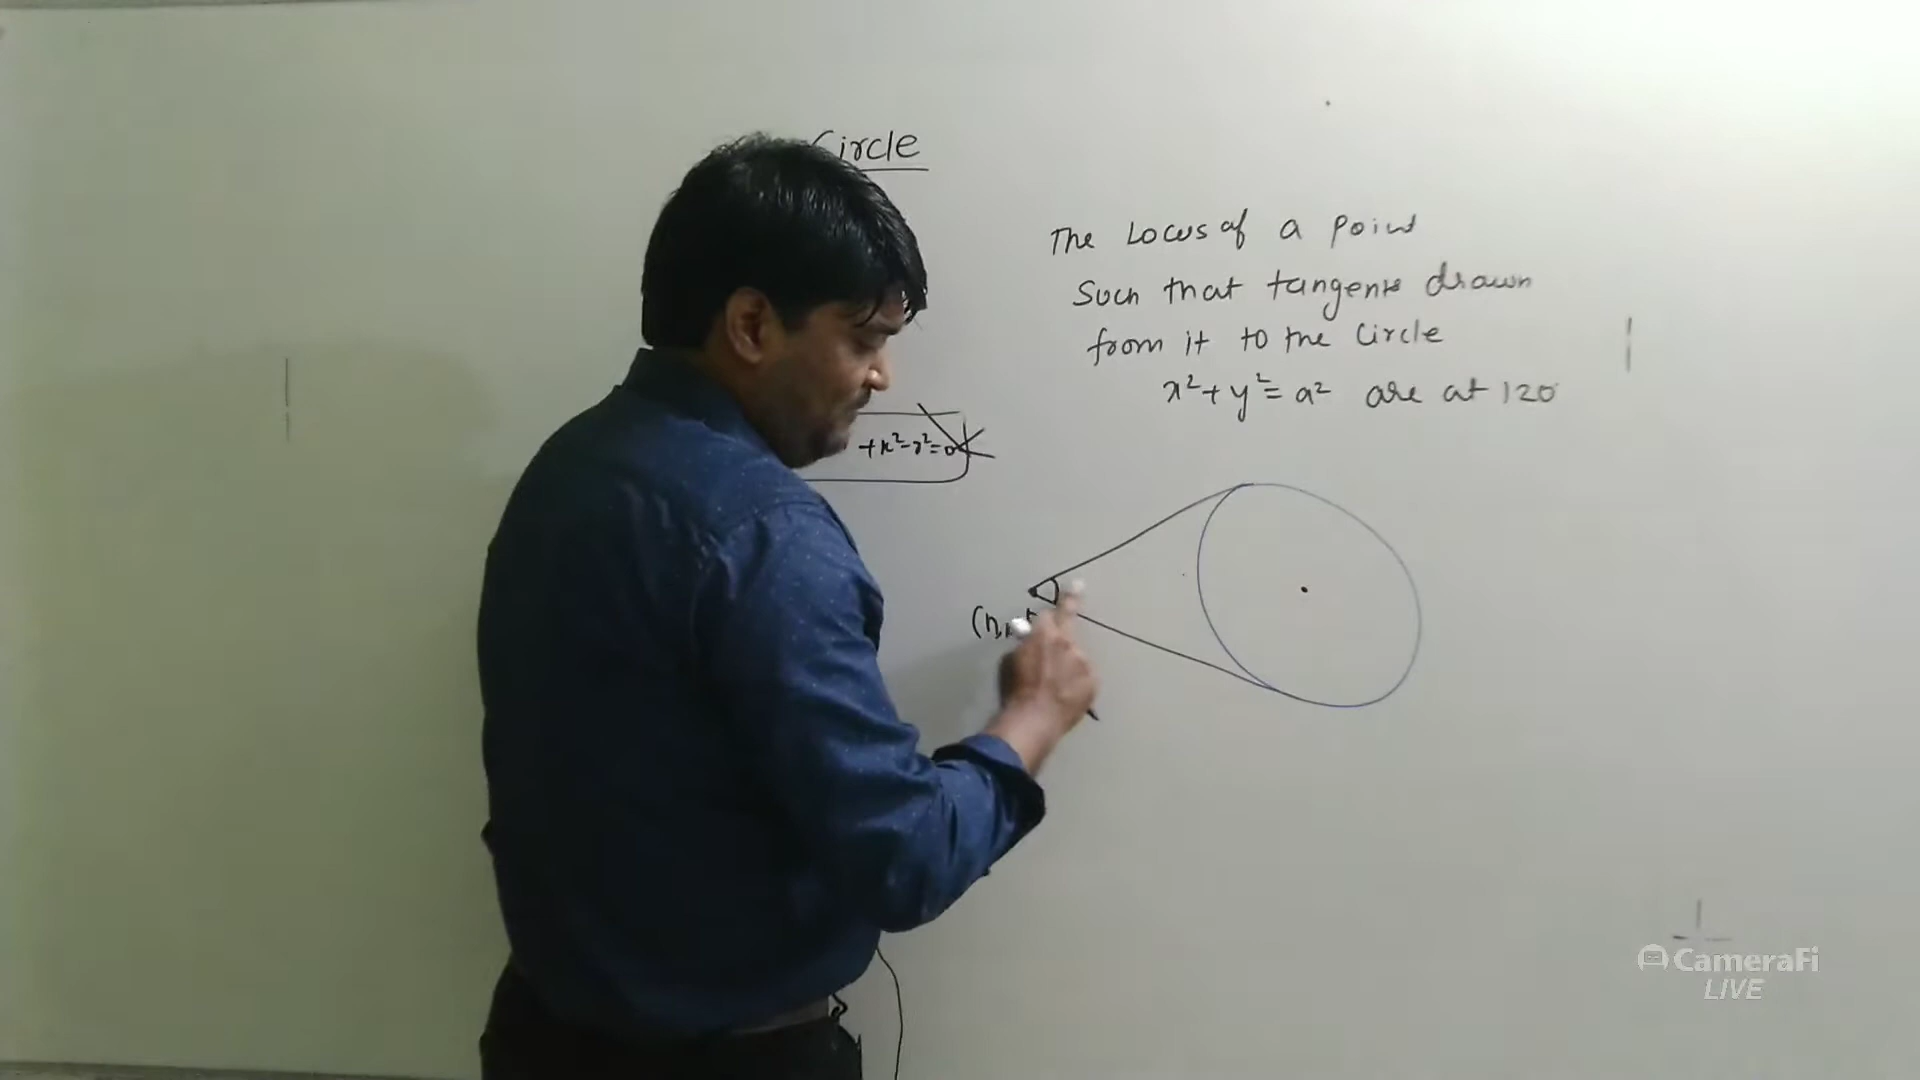 Circle
The Locus of a point
Such that tangents drawn
from it to the circle
x²+y²=a² are at 120
CameraFi
LIVE